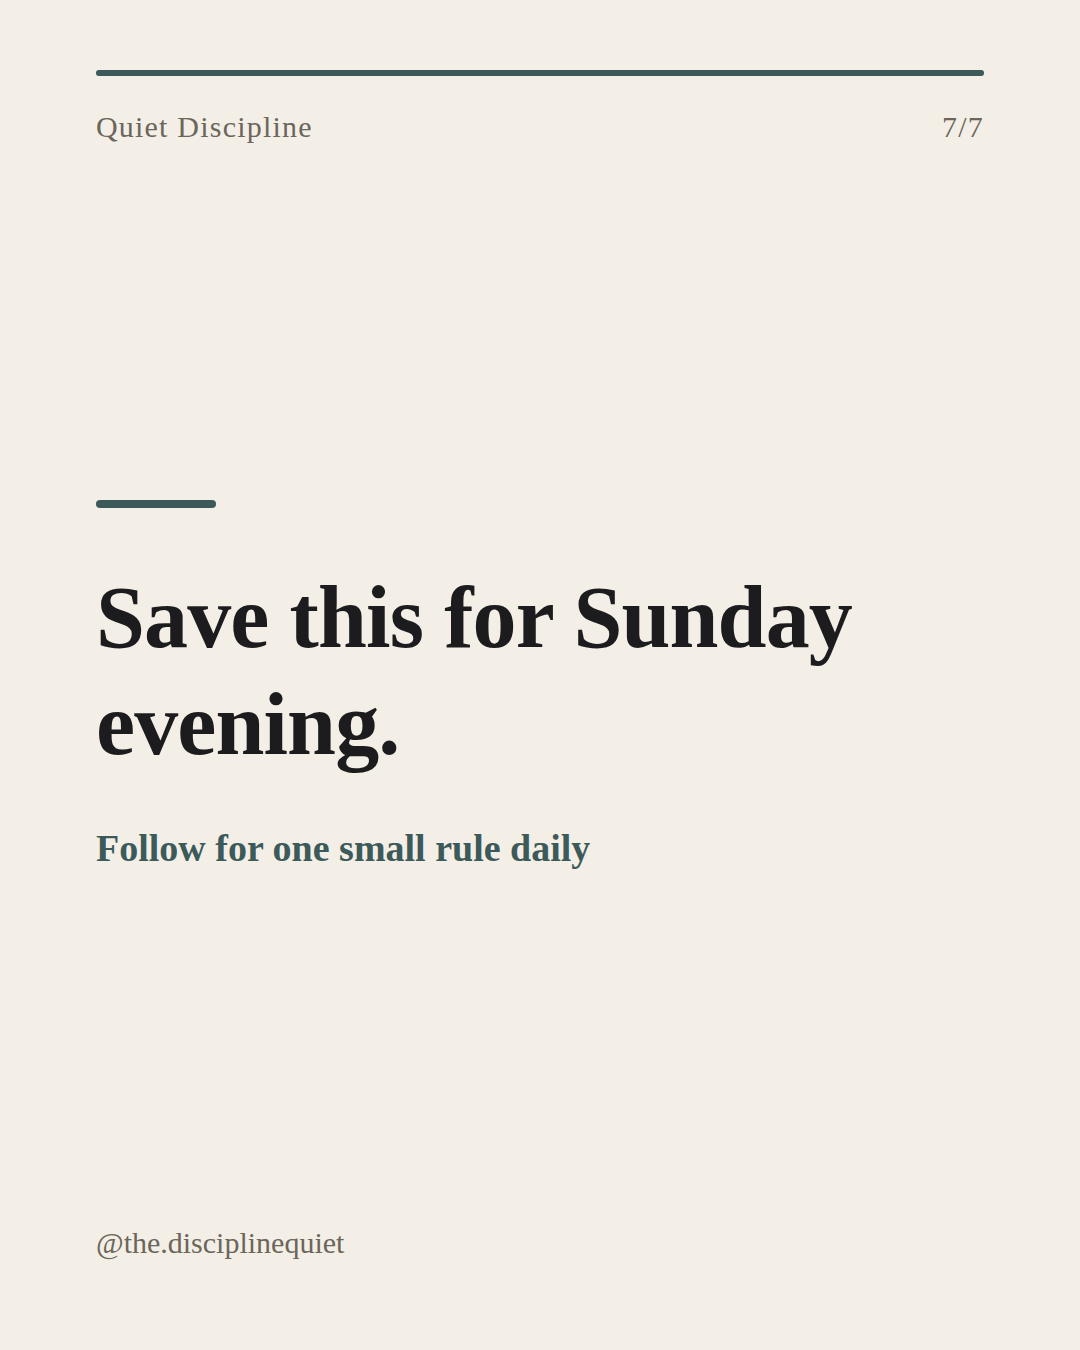 Quiet Discipline
7/7
Save this for Sunday
evening.
Follow for one small rule daily
@the.disciplinequiet